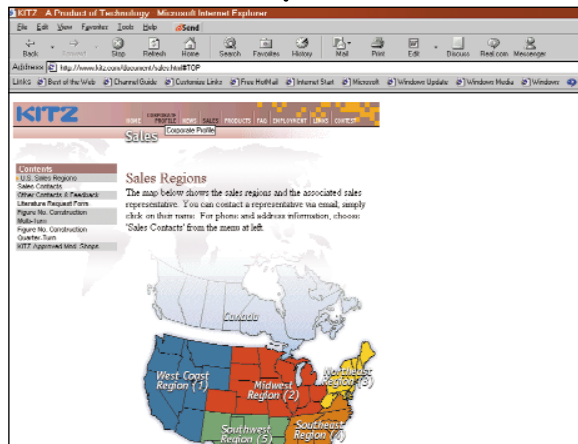 KITZ A Product of Technology - Microsoft Internet Explorer
File Edit View Favorites Tools Help Send
Back Forward Stop Refresh Home Search Favorites History Mail Print Edit Discuss Real.com Messenger
Address http://www.kitz.com/document/sales.html#TOP
Links Best of the Web Channel Guide Customize Links Free HotMail Internet Start Microsoft Windows Update Windows Media Windows
KITZ
HOME CORPORATE PROFILE NEWS SALES PRODUCTS FAQ EMPLOYMENT LINKS CONTEST
Corporate Profile
Sales
Contents
U.S. Sales Regions
Sales Contacts
Other Contacts & Feedback
Literature Request Form
Figure No. Construction
Multi-Turn
Figure No. Construction
Quarter-Turn
KITZ Approved Mod. Shops
Sales Regions
The map below shows the sales regions and the associated sales
representative. You can contact a representative via email, simply
click on their name. For phone and address information, choose
'Sales Contacts' from the menu at left.
Canada
West Coast
Region (1)
Midwest
Region (2)
Northeast
Region (3)
Southwest
Region (5)
Southeast
Region (4)